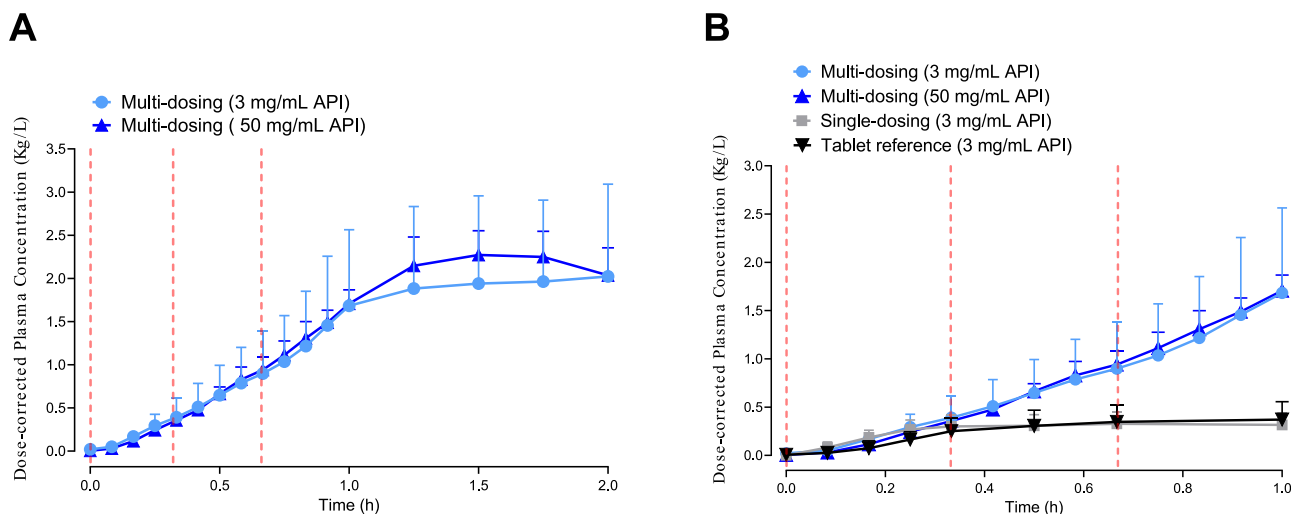 A
Multi-dosing (3 mg/mL API)
Multi-dosing ( 50 mg/mL API)
Dose-corrected Plasma Concentration (Kg/L)
3.5
3.0
2.5
2.0
1.5
1.0
0.5
0.0
0.0 0.5 1.0 1.5 2.0
Time (h)
B
Multi-dosing (3 mg/mL API)
Multi-dosing (50 mg/mL API)
Single-dosing (3 mg/mL API)
Tablet reference (3 mg/mL API)
Dose-corrected Plasma Concentration (Kg/L)
3.0
2.5
2.0
1.5
1.0
0.5
0.0
0.0 0.2 0.4 0.6 0.8 1.0
Time (h)